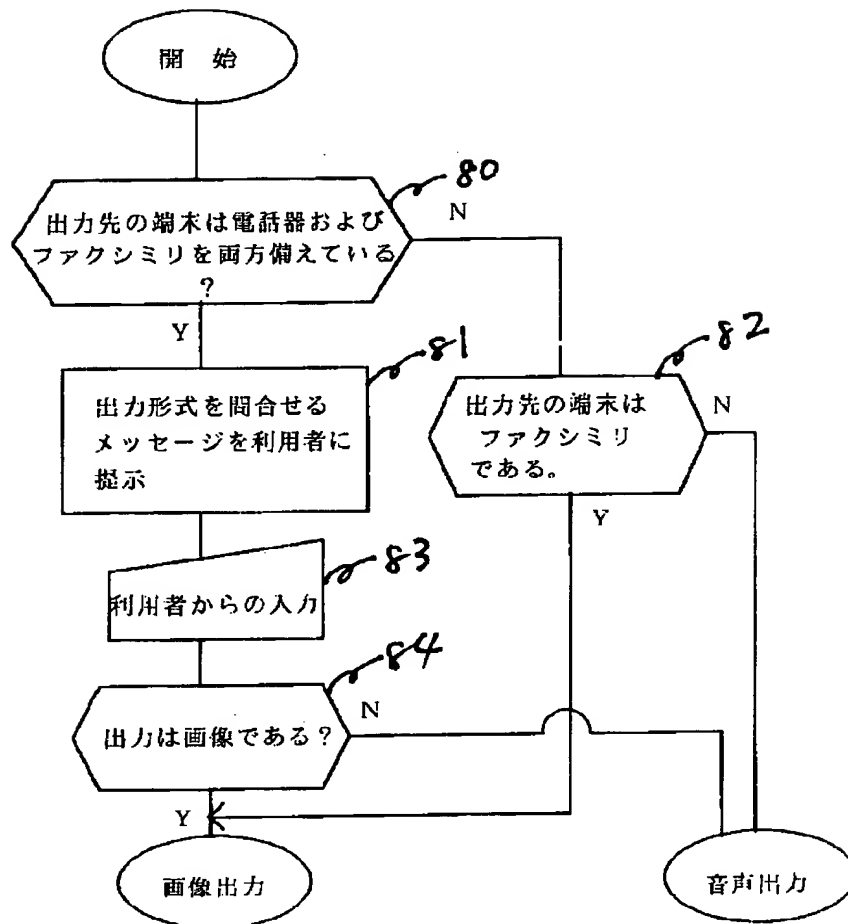 開 始
80
出力先の端末は電話器および
ファクシミリを両方備えている
?
N
Y
81
出力形式を問合せる
メッセージを利用者に
提示
82
出力先の端末は
ファクシミリ
である。
N
Y
83
利用者からの入力
84
出力は画像である?
N
Y
画像出力
音声出力